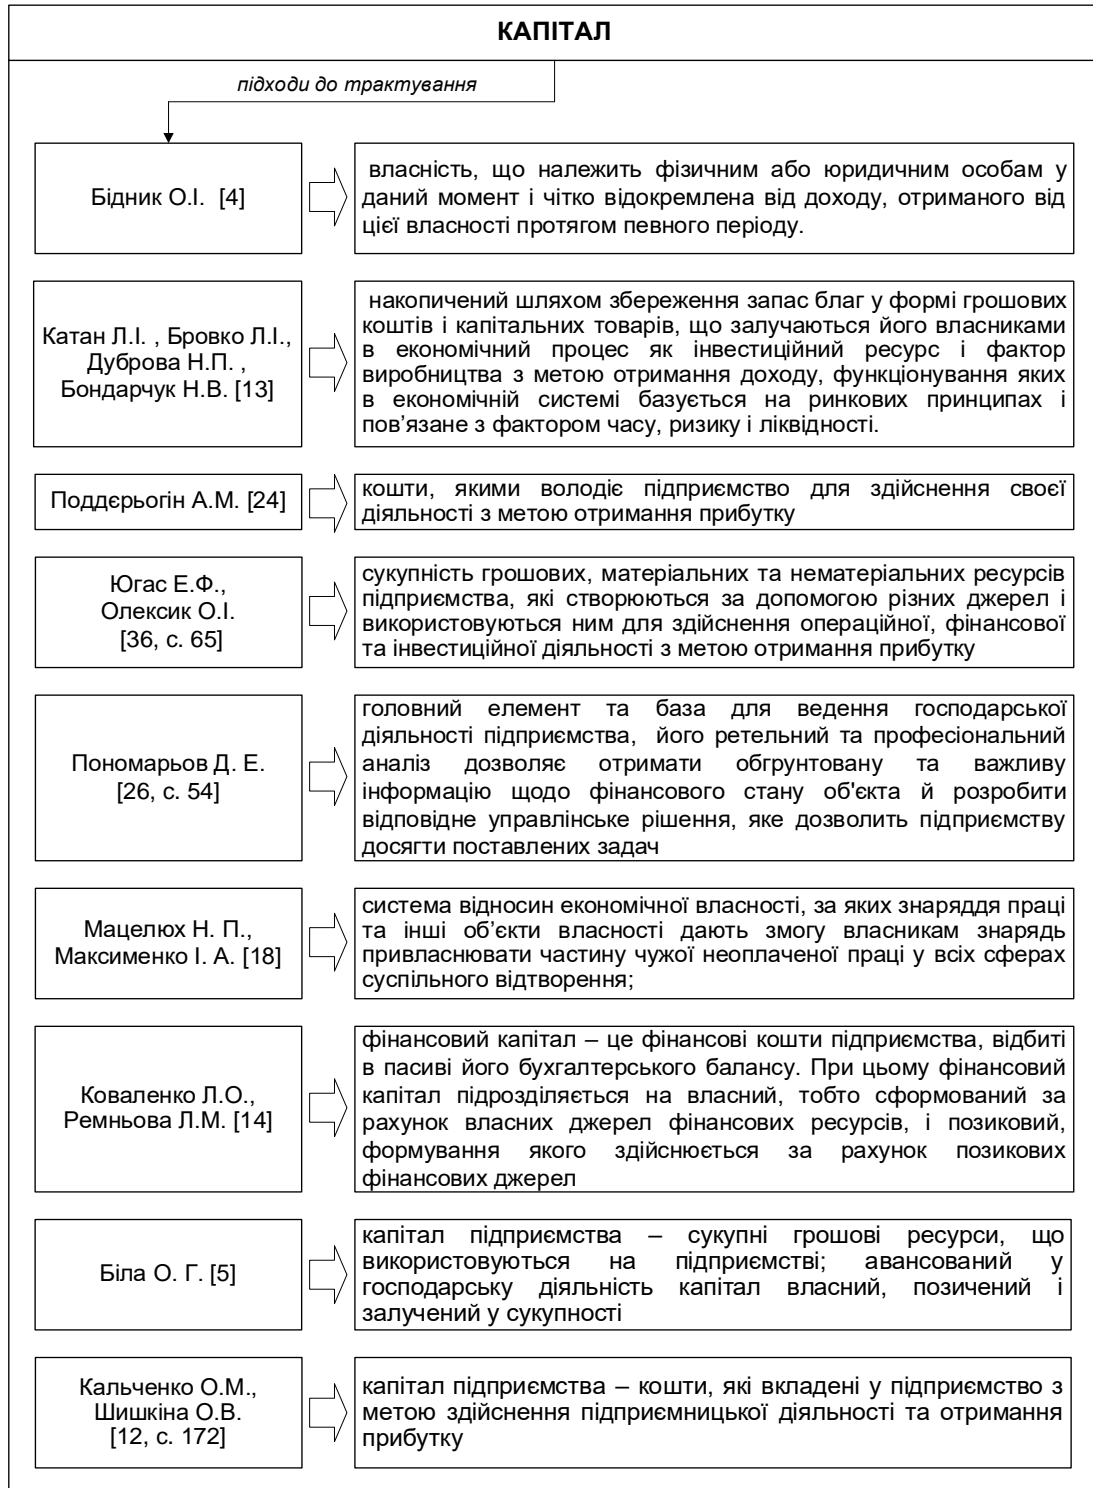 КАПІТАЛ
підходи до трактування
Бідник О.І. [4]
власність, що належить фізичним або юридичним особам у
даний момент і чітко відокремлена від доходу, отриманого від
цієї власності протягом певного періоду.
Катан Л.І. , Бровко Л.І.,
Дуброва Н.П. ,
Бондарчук Н.В. [13]
накопичений шляхом збереження запас благ у формі грошових
коштів і капітальних товарів, що залучаються його власниками
в економічний процес як інвестиційний ресурс і фактор
виробництва з метою отримання доходу, функціонування яких
в економічній системі базується на ринкових принципах і
пов’язане з фактором часу, ризику і ліквідності.
Поддєрьогін А.М. [24]
кошти, якими володіє підприємство для здійснення своєї
діяльності з метою отримання прибутку
Югас Е.Ф.,
Олексик О.І.
[36, с. 65]
сукупність грошових, матеріальних та нематеріальних ресурсів
підприємства, які створюються за допомогою різних джерел і
використовуються ним для здійснення операційної, фінансової
та інвестиційної діяльності з метою отримання прибутку
Пономарьов Д. Е.
[26, с. 54]
головний елемент та база для ведення господарської
діяльності підприємства, його ретельний та професіональний
аналіз дозволяє отримати обгрунтовану та важливу
інформацію щодо фінансового стану об'єкта й розробити
відповідне управлінське рішення, яке дозволить підприємству
досягти поставлених задач
Мацелюх Н. П.,
Максименко І. А. [18]
система відносин економічної власності, за яких знаряддя праці
та інші об’єкти власності дають змогу власникам знарядь
привласнювати частину чужої неоплаченої праці у всіх сферах
суспільного відтворення;
Коваленко Л.О.,
Ремньова Л.М. [14]
фінансовий капітал – це фінансові кошти підприємства, відбиті
в пасиві його бухгалтерського балансу. При цьому фінансовий
капітал підрозділяється на власний, тобто сформований за
рахунок власних джерел фінансових ресурсів, і позиковий,
формування якого здійснюється за рахунок позикових
фінансових джерел
Біла О. Г. [5]
капітал підприємства – сукупні грошові ресурси, що
використовуються на підприємстві; авансований у
господарську діяльність капітал власний, позичений і
залучений у сукупності
Кальченко О.М.,
Шишкіна О.В.
[12, с. 172]
капітал підприємства – кошти, які вкладені у підприємство з
метою здійснення підприємницької діяльності та отримання
прибутку